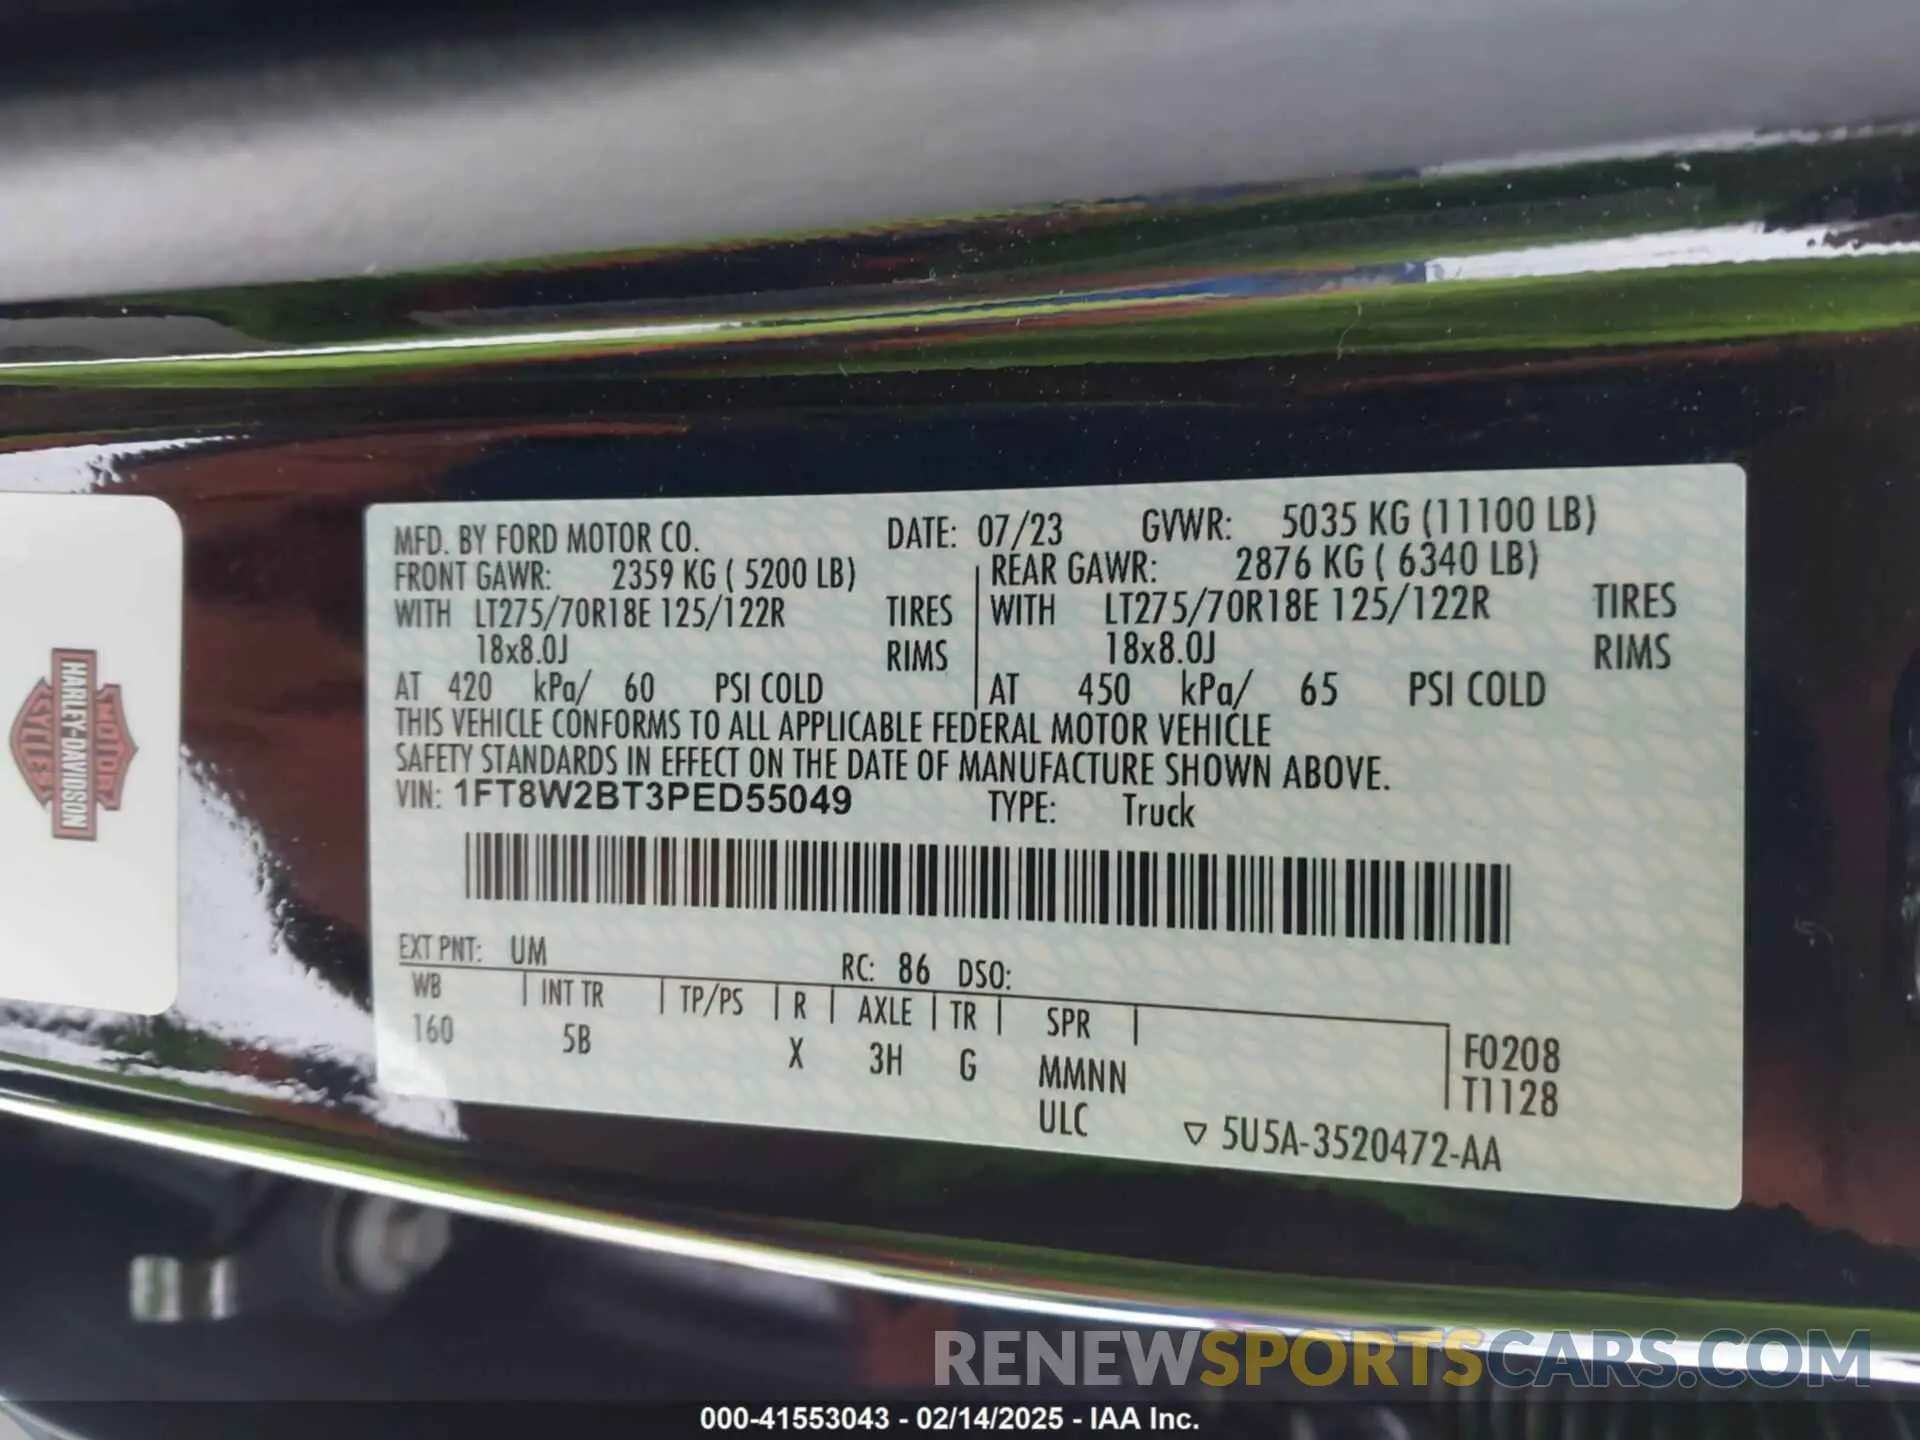 MFD. BY FORD MOTOR CO. DATE: 07/23 GVWR: 5035 KG (11100 LB)
FRONT GAWR: 2359 KG ( 5200 LB) REAR GAWR: 2876 KG ( 6340 LB)
WITH LT275/70R18E 125/122R TIRES WITH LT275/70R18E 125/122R TIRES
18x8.0J RIMS 18x8.0J RIMS
AT 420 kPa/ 60 PSI COLD AT 450 kPa/ 65 PSI COLD
THIS VEHICLE CONFORMS TO ALL APPLICABLE FEDERAL MOTOR VEHICLE
SAFETY STANDARDS IN EFFECT ON THE DATE OF MANUFACTURE SHOWN ABOVE.
VIN: 1FT8W2BT3PED55049 TYPE: Truck
EXT PNT: UM RC: 86 DSO:
WB INT TR TP/PS R AXLE TR SPR
160 5B X 3H G MMNN F0208
ULC T1128
5U5A-3520472-AA
MOTOR
HARLEY-DAVIDSON
CYCLES
RENEWSPORTSCARS.COM
000-41553043 - 02/14/2025 - IAA Inc.